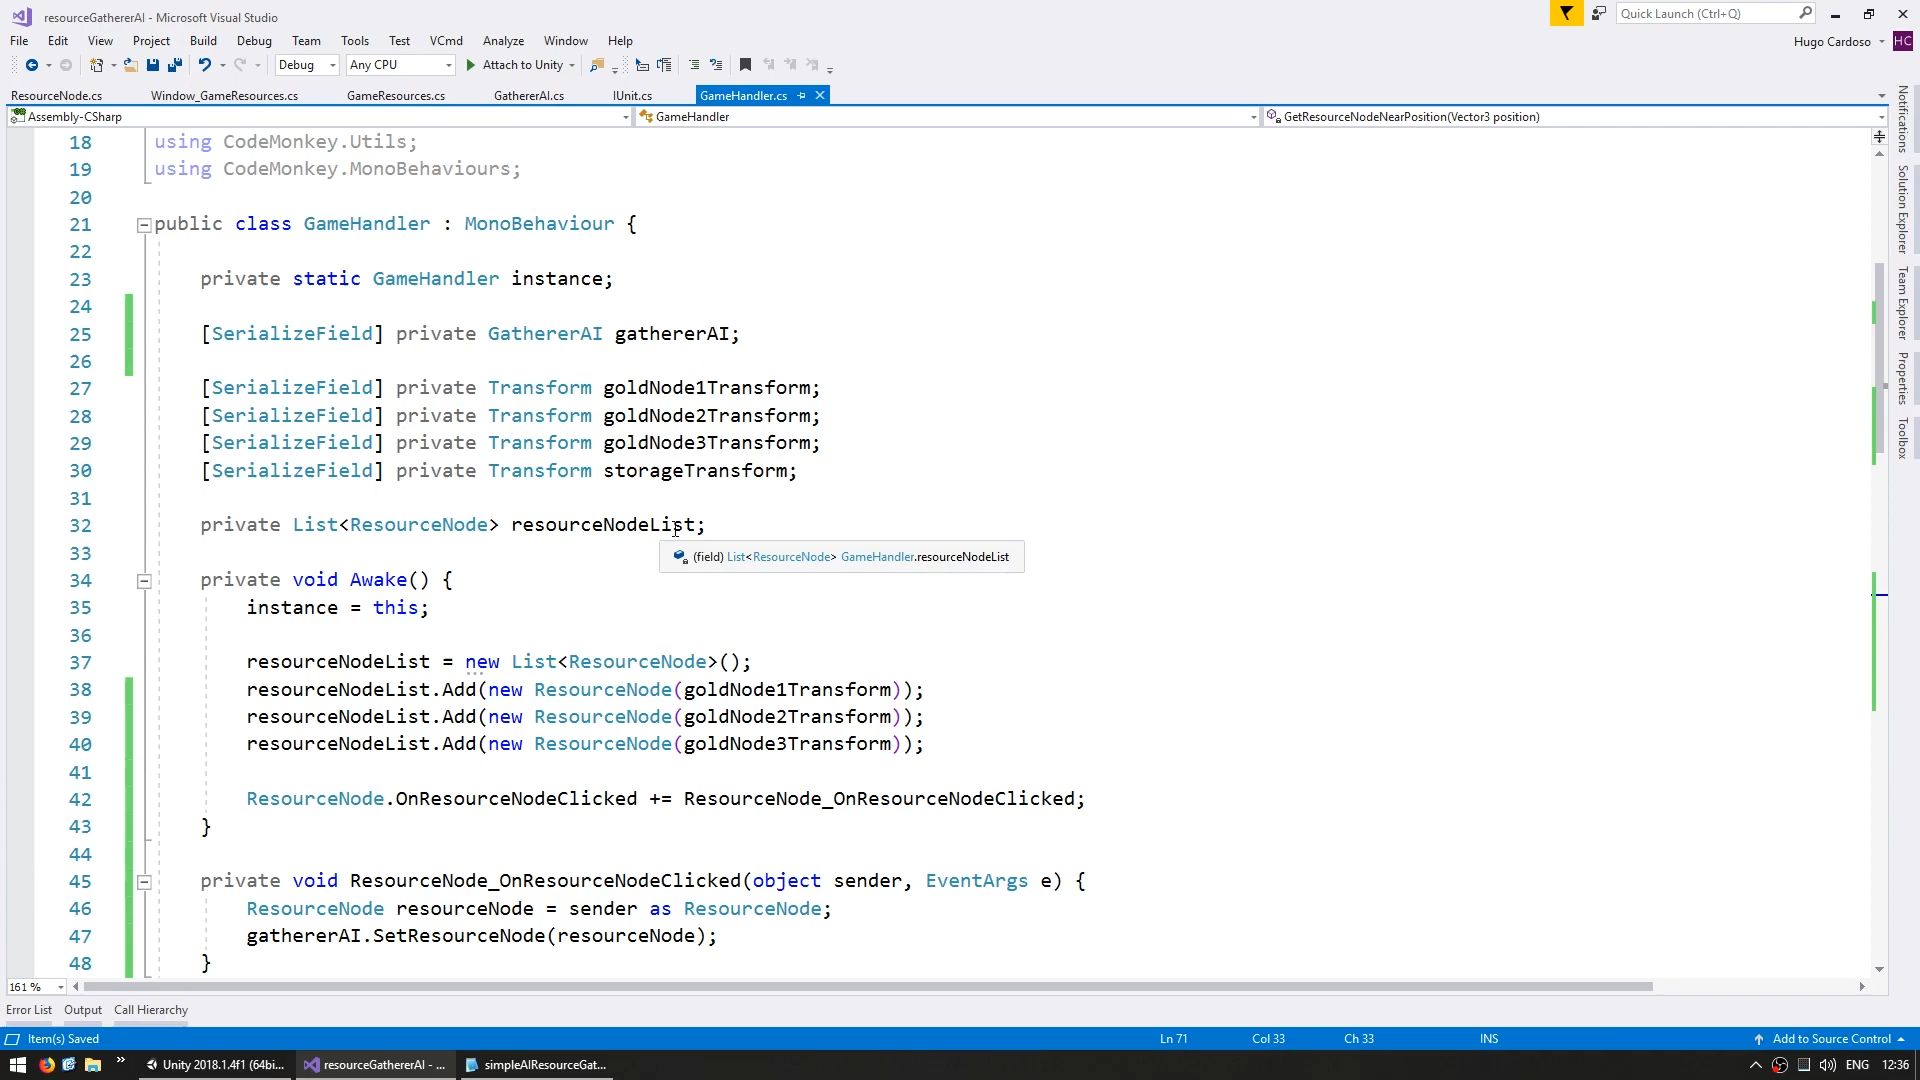 resourceGathererAI - Microsoft Visual Studio
Quick Launch (Ctrl+Q)
File Edit View Project Build Debug Team Tools Test VCmd Analyze Window Help
Hugo Cardoso HC
Debug Any CPU Attach to Unity
ResourceNode.cs Window_GameResources.cs GameResources.cs GathererAI.cs IUnit.cs GameHandler.cs
Assembly-CSharp GameHandler GetResourceNodeNearPosition(Vector3 position)
18 using CodeMonkey.Utils;
19 using CodeMonkey.MonoBehaviours;
20
21 public class GameHandler : MonoBehaviour {
22
23 private static GameHandler instance;
24
25 [SerializeField] private GathererAI gathererAI;
26
27 [SerializeField] private Transform goldNode1Transform;
28 [SerializeField] private Transform goldNode2Transform;
29 [SerializeField] private Transform goldNode3Transform;
30 [SerializeField] private Transform storageTransform;
31
32 private List<ResourceNode> resourceNodeList;
33
(field) List<ResourceNode> GameHandler.resourceNodeList
34 private void Awake() {
35 instance = this;
36
37 resourceNodeList = new List<ResourceNode>();
38 resourceNodeList.Add(new ResourceNode(goldNode1Transform));
39 resourceNodeList.Add(new ResourceNode(goldNode2Transform));
40 resourceNodeList.Add(new ResourceNode(goldNode3Transform));
41
42 ResourceNode.OnResourceNodeClicked += ResourceNode_OnResourceNodeClicked;
43 }
44
45 private void ResourceNode_OnResourceNodeClicked(object sender, EventArgs e) {
46 ResourceNode resourceNode = sender as ResourceNode;
47 gathererAI.SetResourceNode(resourceNode);
48 }
Notifications
Solution Explorer
Team Explorer
Properties
Toolbox
161 %
Error List Output Call Hierarchy
Item(s) Saved Ln 71 Col 33 Ch 33 INS Add to Source Control
Unity 2018.1.4f1 (64bi... resourceGathererAI - ... simpleAIResourceGat... ENG 12:36